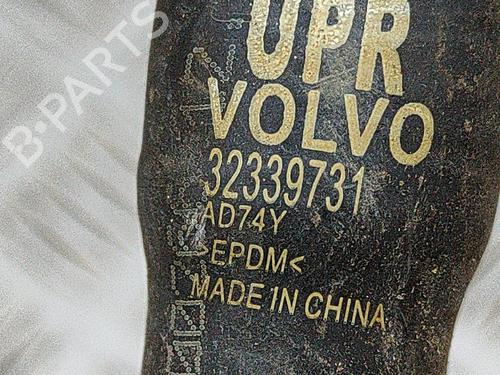 B-PARTS
UPR
VOLVO
32339731
AD74Y
>EPDM<
MADE IN CHINA